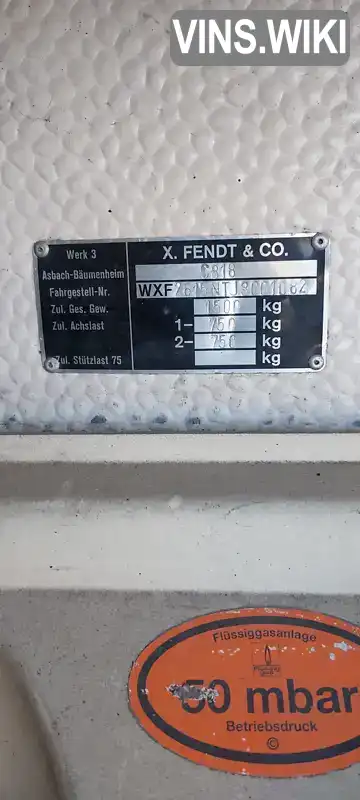 VINS.WIKI
Werk 3 X. FENDT & CO.
Asbach-Bäumenheim
Fahrgestell-Nr.
Zul. Ges. Gew. 1500 kg
Zul. Achslast 1- 750 kg
2- 750 kg
Zul. Stützlast 75 kg
Flüssiggasanlage
50 mbar
Betriebsdruck
©